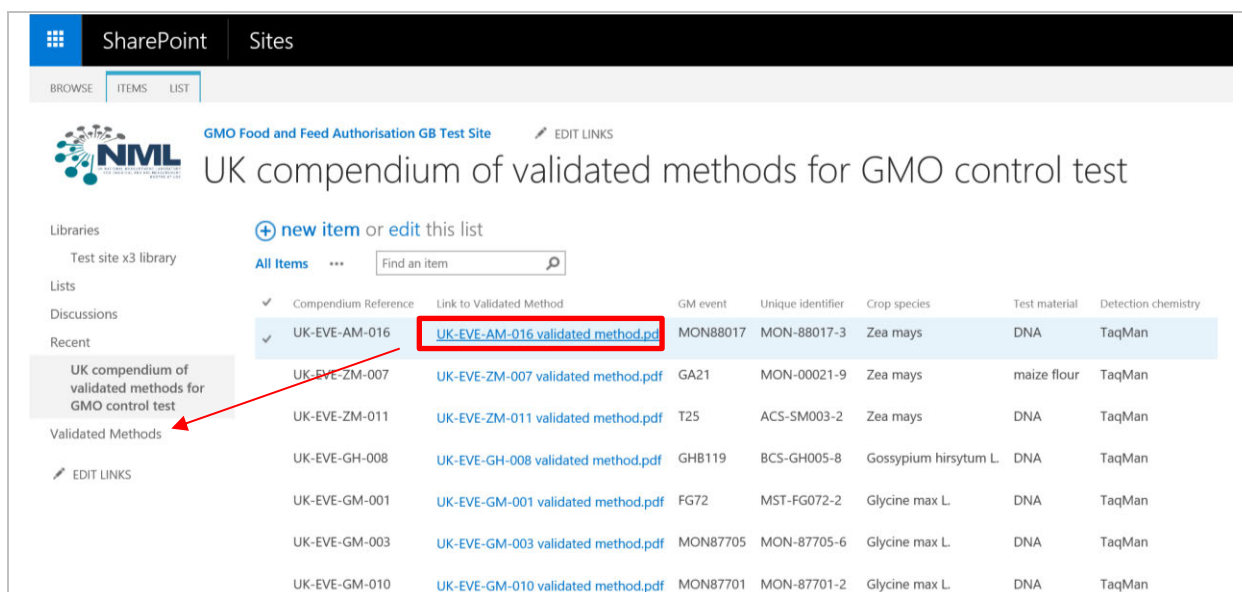 SharePoint Sites
BROWSE ITEMS LIST
NML
GMO Food and Feed Authorisation GB Test Site EDIT LINKS
UK compendium of validated methods for GMO control test
Libraries
Test site x3 library
Lists
Discussions
Recent
UK compendium of
validated methods for
GMO control test
Validated Methods
EDIT LINKS
new item or edit this list
All Items ... Find an item
Compendium Reference Link to Validated Method GM event Unique identifier Crop species Test material Detection chemistry
UK-EVE-AM-016 UK-EVE-AM-016 validated method.pd MON88017 MON-88017-3 Zea mays DNA TaqMan
UK-EVE-ZM-007 UK-EVE-ZM-007 validated method.pdf GA21 MON-00021-9 Zea mays maize flour TaqMan
UK-EVE-ZM-011 UK-EVE-ZM-011 validated method.pdf T25 ACS-SM003-2 Zea mays DNA TaqMan
UK-EVE-GH-008 UK-EVE-GH-008 validated method.pdf GHB119 BCS-GH005-8 Gossypium hirsytum L. DNA TaqMan
UK-EVE-GM-001 UK-EVE-GM-001 validated method.pdf FG72 MST-FG072-2 Glycine max L. DNA TaqMan
UK-EVE-GM-003 UK-EVE-GM-003 validated method.pdf MON87705 MON-87705-6 Glycine max L. DNA TaqMan
UK-EVE-GM-010 UK-EVE-GM-010 validated method.pdf MON87701 MON-87701-2 Glycine max L. DNA TaqMan